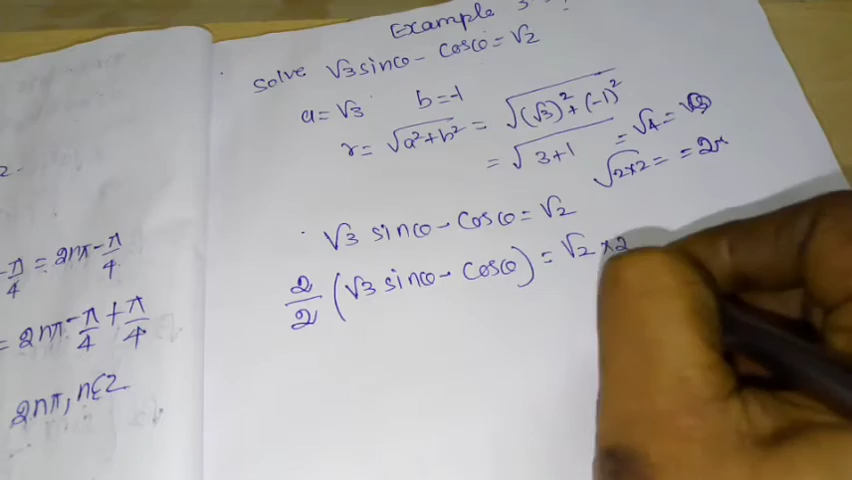 2.
-π/4 = 2nπ - π/4
= 2nπ - π/4 + π/4
2nπ, n∈Z
Example 3
Solve √3 sinθ - cosθ = √2
a = √3 b = -1
r = √a² + b² = √(√3)² + (-1)²
= √3+1 = √4 =
√2×2 = = 2
√3 sinθ - cosθ = √2
2/2 (√3 sinθ - cosθ) = √2 × 2